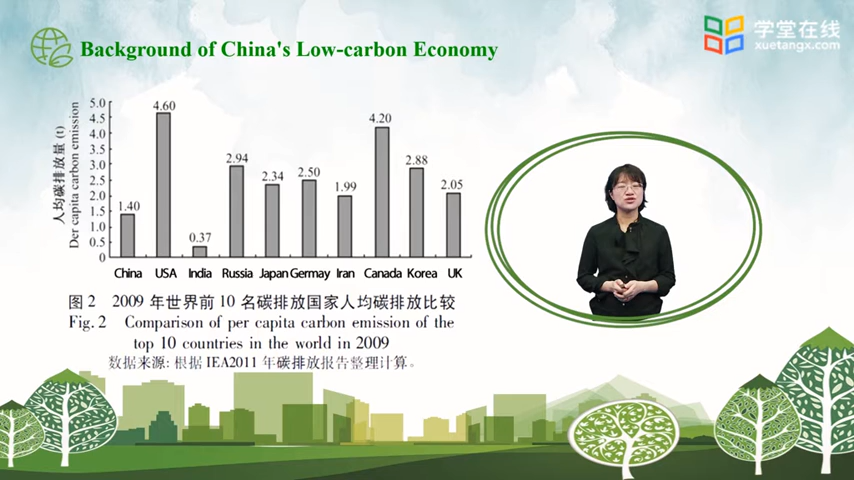 Background of China's Low-carbon Economy
学堂在线
xuetangx.com
人均碳排放量 (t)
Der capita carbon emission
5.0
4.5
4.0
3.5
3.0
2.5
2.0
1.5
1.0
0.5
0
1.40
4.60
0.37
2.94
2.34
2.50
1.99
4.20
2.88
2.05
China USA India Russia Japan Germay Iran Canada Korea UK
图 2 2009 年世界前 10 名碳排放国家人均碳排放比较
Fig. 2 Comparison of per capita carbon emission of the
top 10 countries in the world in 2009
数据来源: 根据 IEA2011 年碳排放报告整理计算。